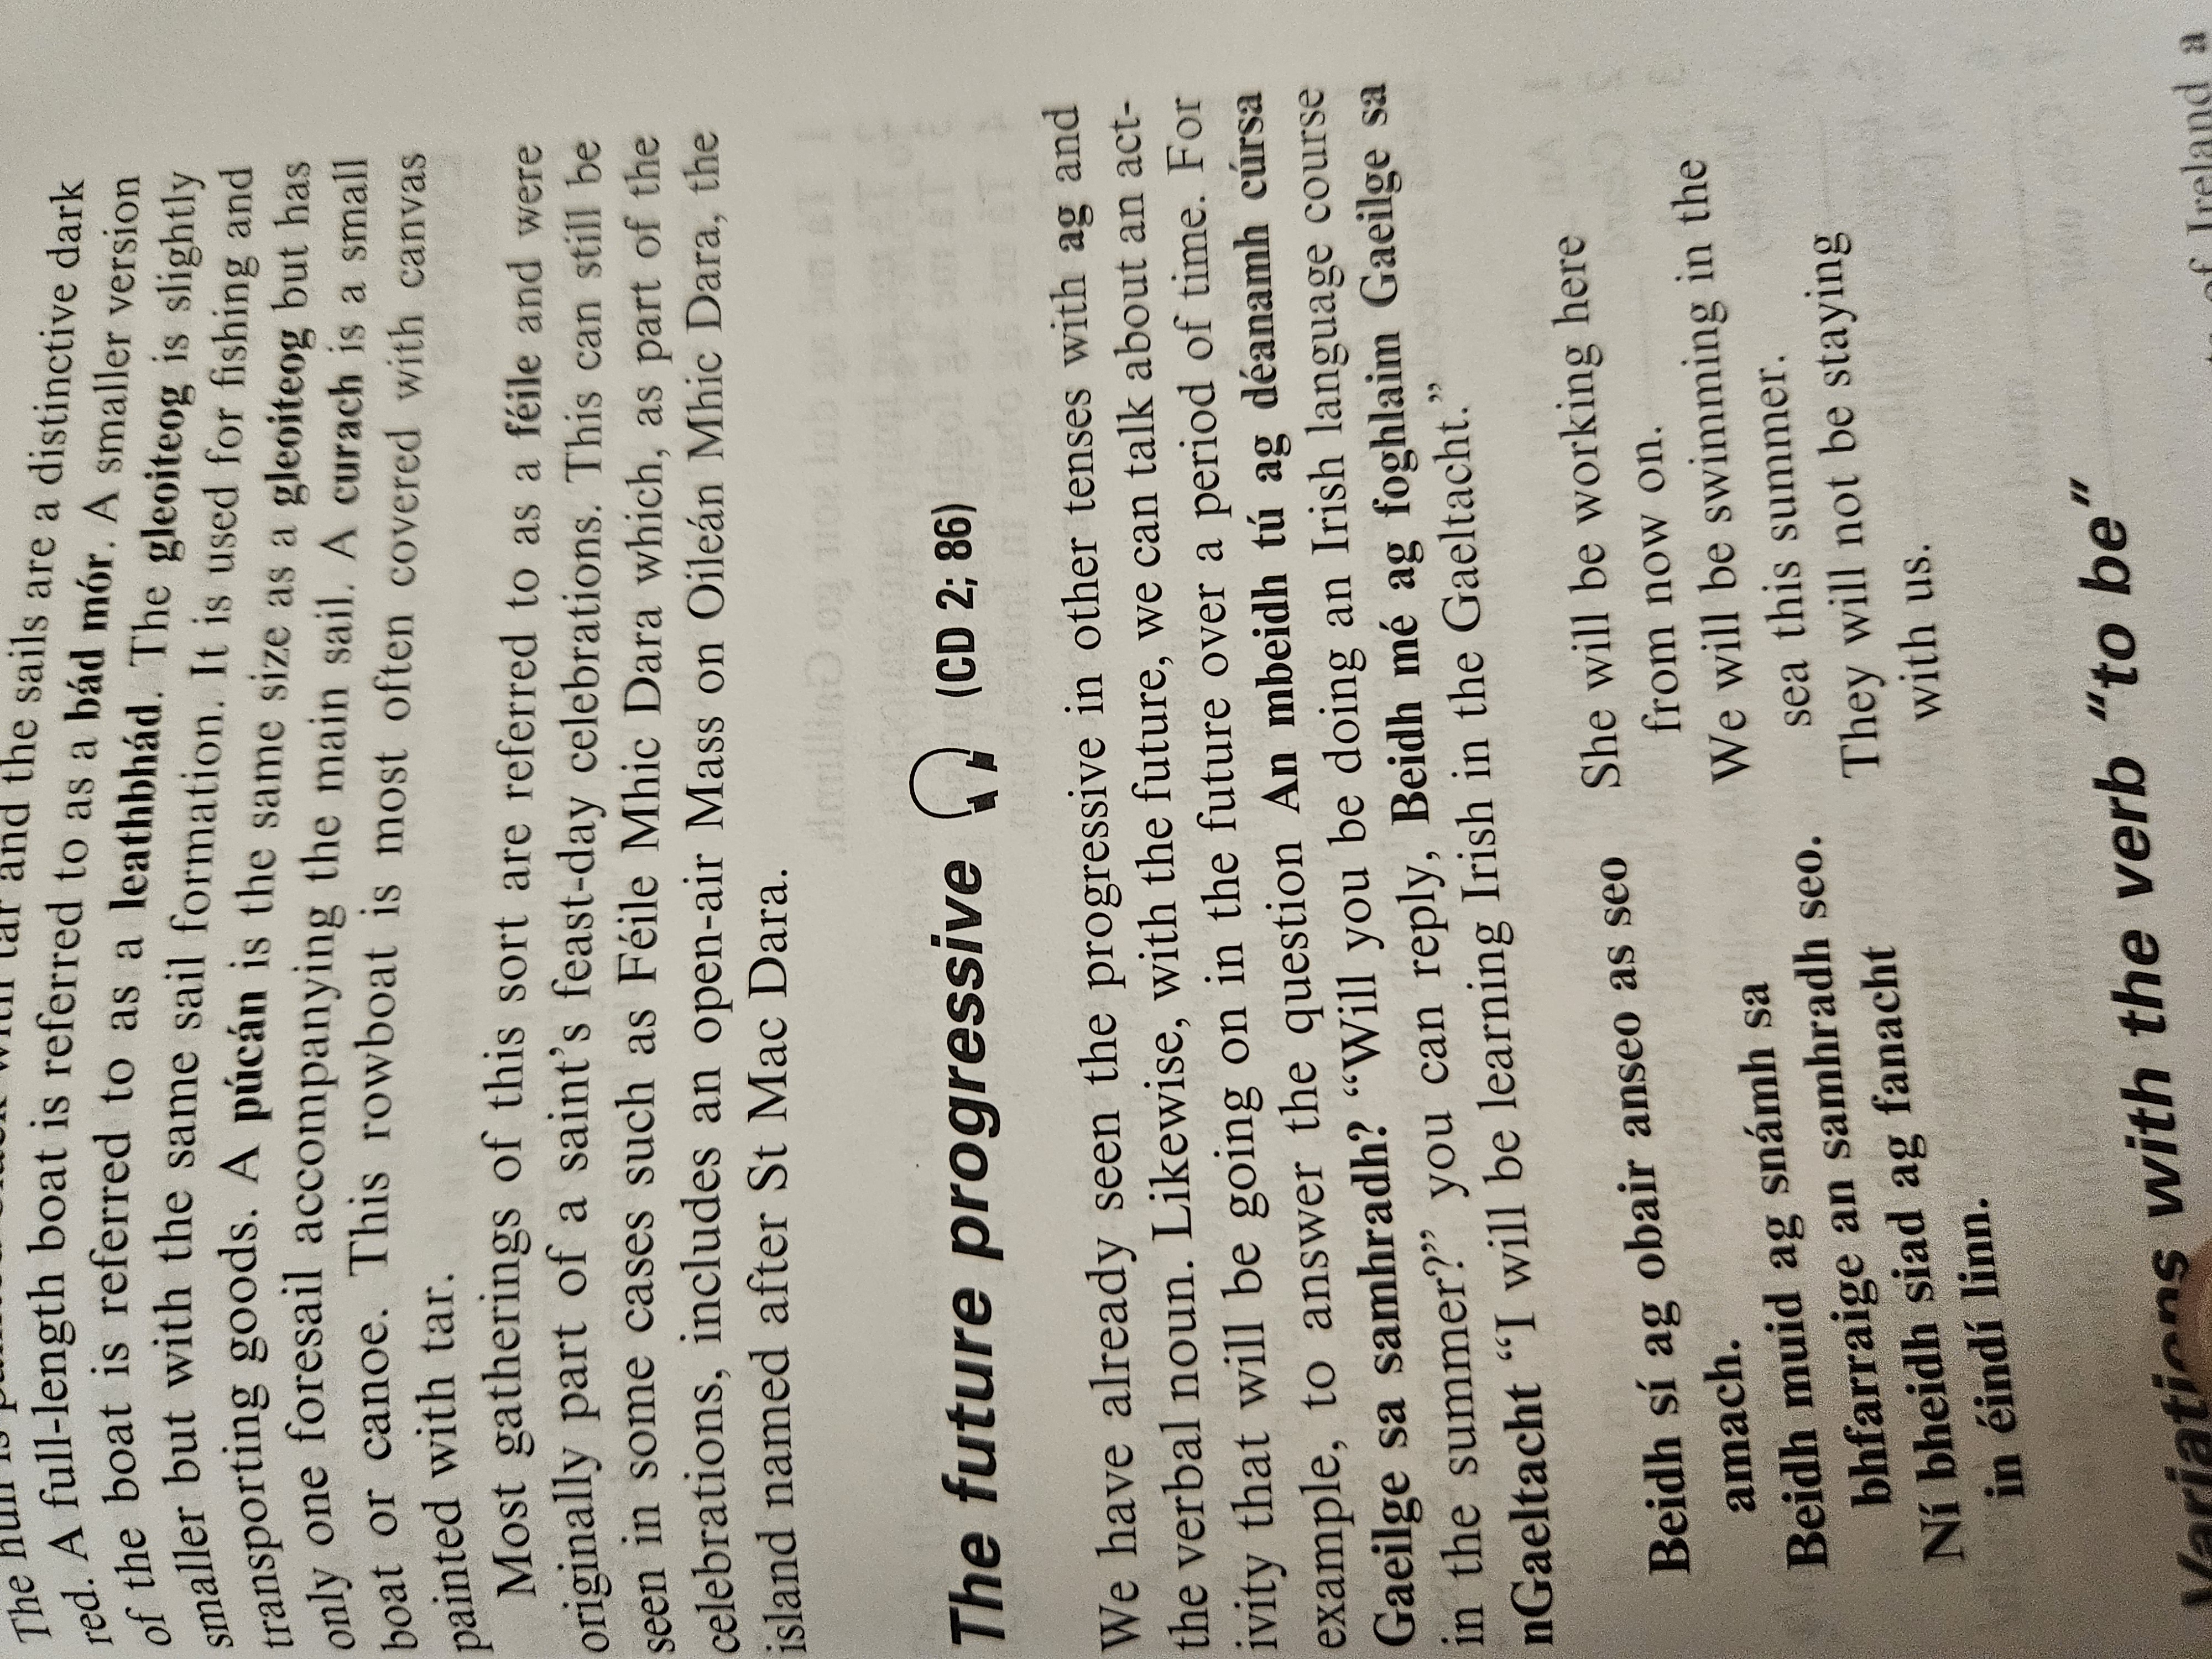 The hull is painted black with tar and the sails are a distinctive dark
red. A full-length boat is referred to as a bád mór. A smaller version
of the boat is referred to as a leathbhád. The gleoiteog is slightly
smaller but with the same sail formation. It is used for fishing and
transporting goods. A púcán is the same size as a gleoiteog but has
only one foresail accompanying the main sail. A curach is a small
boat or canoe. This rowboat is most often covered with canvas
painted with tar.
Most gatherings of this sort are referred to as a féile and were
originally part of a saint's feast-day celebrations. This can still be
seen in some cases such as Féile Mhic Dara which, as part of the
celebrations, includes an open-air Mass on Oileán Mhic Dara, the
island named after St Mac Dara.
The future progressive (CD 2; 86)
We have already seen the progressive in other tenses with ag and
the verbal noun. Likewise, with the future, we can talk about an act-
ivity that will be going on in the future over a period of time. For
example, to answer the question An mbeidh tú ag déanamh cúrsa
Gaeilge sa samhradh? “Will you be doing an Irish language course
in the summer?” you can reply, Beidh mé ag foghlaim Gaeilge sa
nGaeltacht “I will be learning Irish in the Gaeltacht.”
Beidh sí ag obair anseo as seo
amach.
She will be working here
from now on.
Beidh muid ag snámh sa
bhfarraige an samhradh seo.
We will be swimming in the
sea this summer.
Ní bheidh siad ag fanacht
in éindí linn.
They will not be staying
with us.
Variations with the verb “to be”
of Ireland a